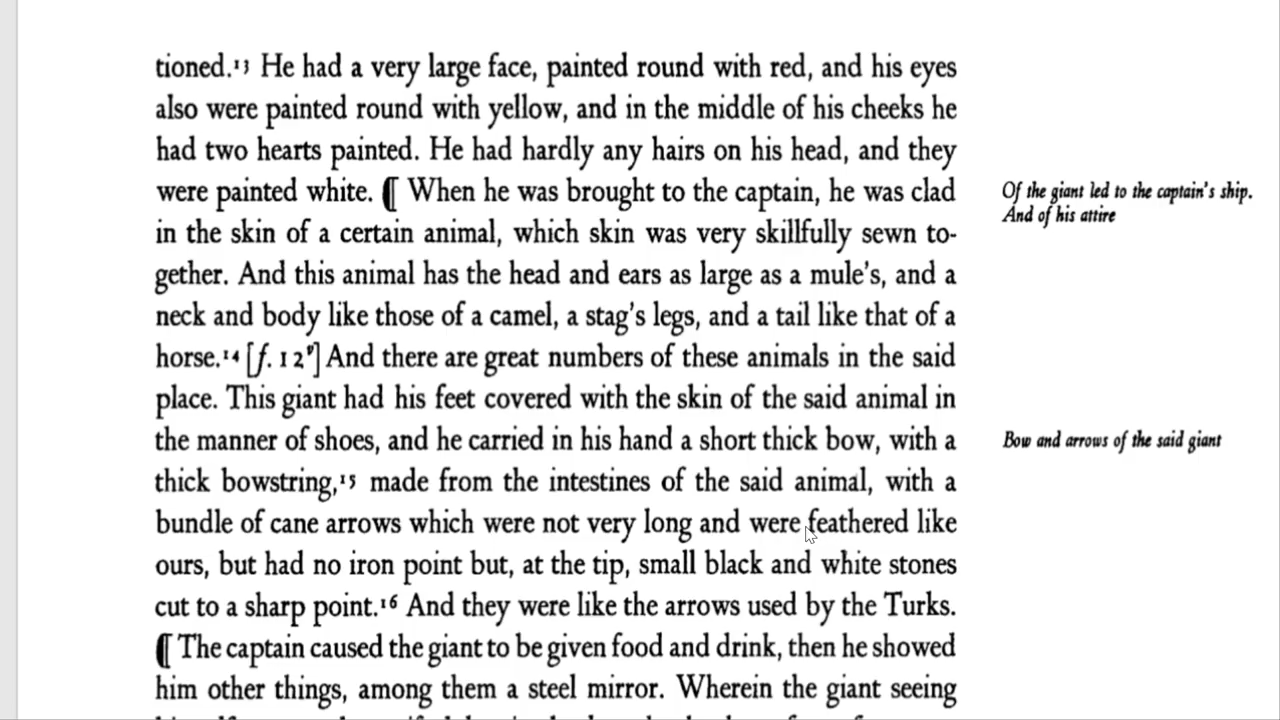 tioned.¹³ He had a very large face, painted round with red, and his eyes
also were painted round with yellow, and in the middle of his cheeks he
had two hearts painted. He had hardly any hairs on his head, and they
were painted white. ⁋ When he was brought to the captain, he was clad
in the skin of a certain animal, which skin was very skillfully sewn to-
gether. And this animal has the head and ears as large as a mule's, and a
neck and body like those of a camel, a stag's legs, and a tail like that of a
horse.¹⁴ [f. 12ᵛ] And there are great numbers of these animals in the said
place. This giant had his feet covered with the skin of the said animal in
the manner of shoes, and he carried in his hand a short thick bow, with a
thick bowstring,¹⁵ made from the intestines of the said animal, with a
bundle of cane arrows which were not very long and were feathered like
ours, but had no iron point but, at the tip, small black and white stones
cut to a sharp point.¹⁶ And they were like the arrows used by the Turks.
⁋ The captain caused the giant to be given food and drink, then he showed
him other things, among them a steel mirror. Wherein the giant seeing
Of the giant led to the captain's ship.
And of his attire
Bow and arrows of the said giant